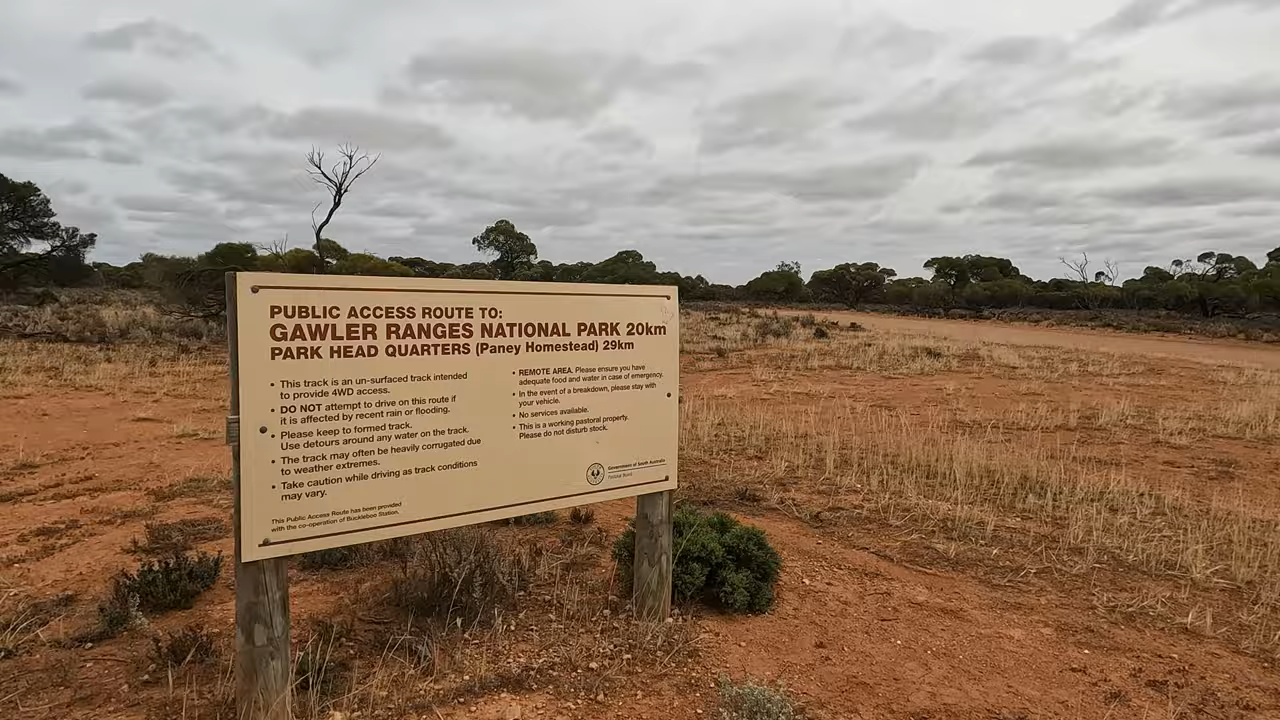 PUBLIC ACCESS ROUTE TO:
GAWLER RANGES NATIONAL PARK 20km
PARK HEAD QUARTERS (Paney Homestead) 29km
• This track is an un-surfaced track intended
to provide 4WD access.
• DO NOT attempt to drive on this route if
it is affected by recent rain or flooding.
• Please keep to formed track.
Use detours around any water on the track.
• The track may often be heavily corrugated due
to weather extremes.
• Take caution while driving as track conditions
may vary.
This Public Access Route has been provided
with the co-operation of Buckleboo Station.
• REMOTE AREA. Please ensure you have
adequate food and water in case of emergency.
• In the event of a breakdown, please stay with
your vehicle.
• No services available.
• This is a working pastoral property.
Please do not disturb stock.
Government of South Australia
Pastoral Board